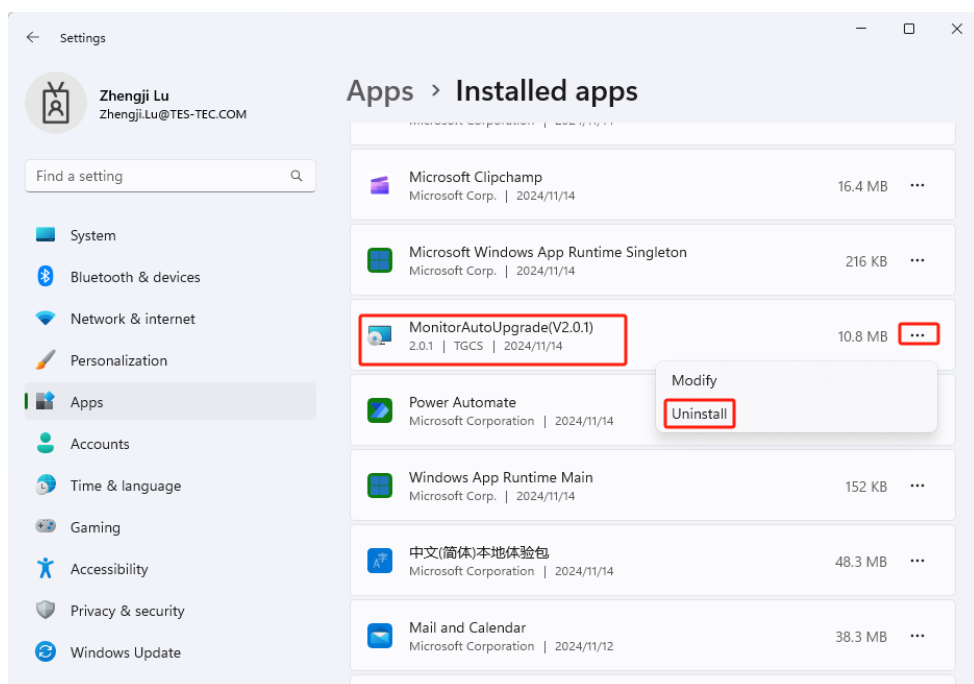 Settings
Zhengji Lu
Zhengji.Lu@TES-TEC.COM
Find a setting
System
Bluetooth & devices
Network & internet
Personalization
Apps
Accounts
Time & language
Gaming
Accessibility
Privacy & security
Windows Update
Apps > Installed apps
Microsoft Corporation | 2024/11/14
Microsoft Clipchamp
Microsoft Corp. | 2024/11/14
16.4 MB
Microsoft Windows App Runtime Singleton
Microsoft Corp. | 2024/11/14
216 KB
MonitorAutoUpgrade(V2.0.1)
2.0.1 | TGCS | 2024/11/14
10.8 MB
Modify
Uninstall
Power Automate
Microsoft Corporation | 2024/11/14
Windows App Runtime Main
Microsoft Corp. | 2024/11/14
152 KB
中文(简体)本地体验包
Microsoft Corporation | 2024/11/14
48.3 MB
Mail and Calendar
Microsoft Corporation | 2024/11/12
38.3 MB